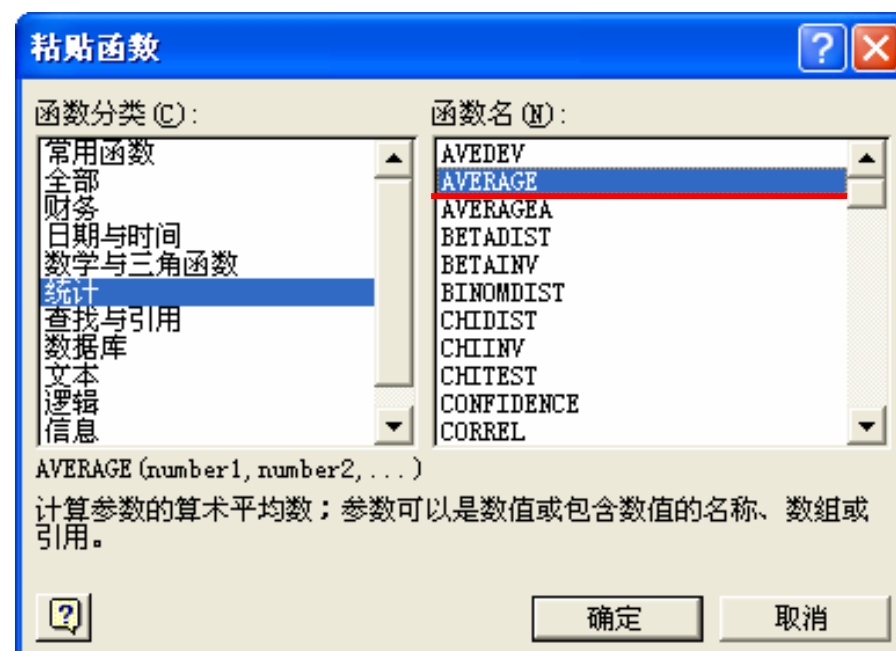 粘贴函数
函数分类(C):
常用函数
全部
财务
日期与时间
数学与三角函数
统计
查找与引用
数据库
文本
逻辑
信息
函数名(N):
AVEDEV
AVERAGE
AVERAGEA
BETADIST
BETAINV
BINOMDIST
CHIDIST
CHIINV
CHITEST
CONFIDENCE
CORREL
AVERAGE(number1,number2,...)
计算参数的算术平均数；参数可以是数值或包含数值的名称、数组或
引用。
确定
取消